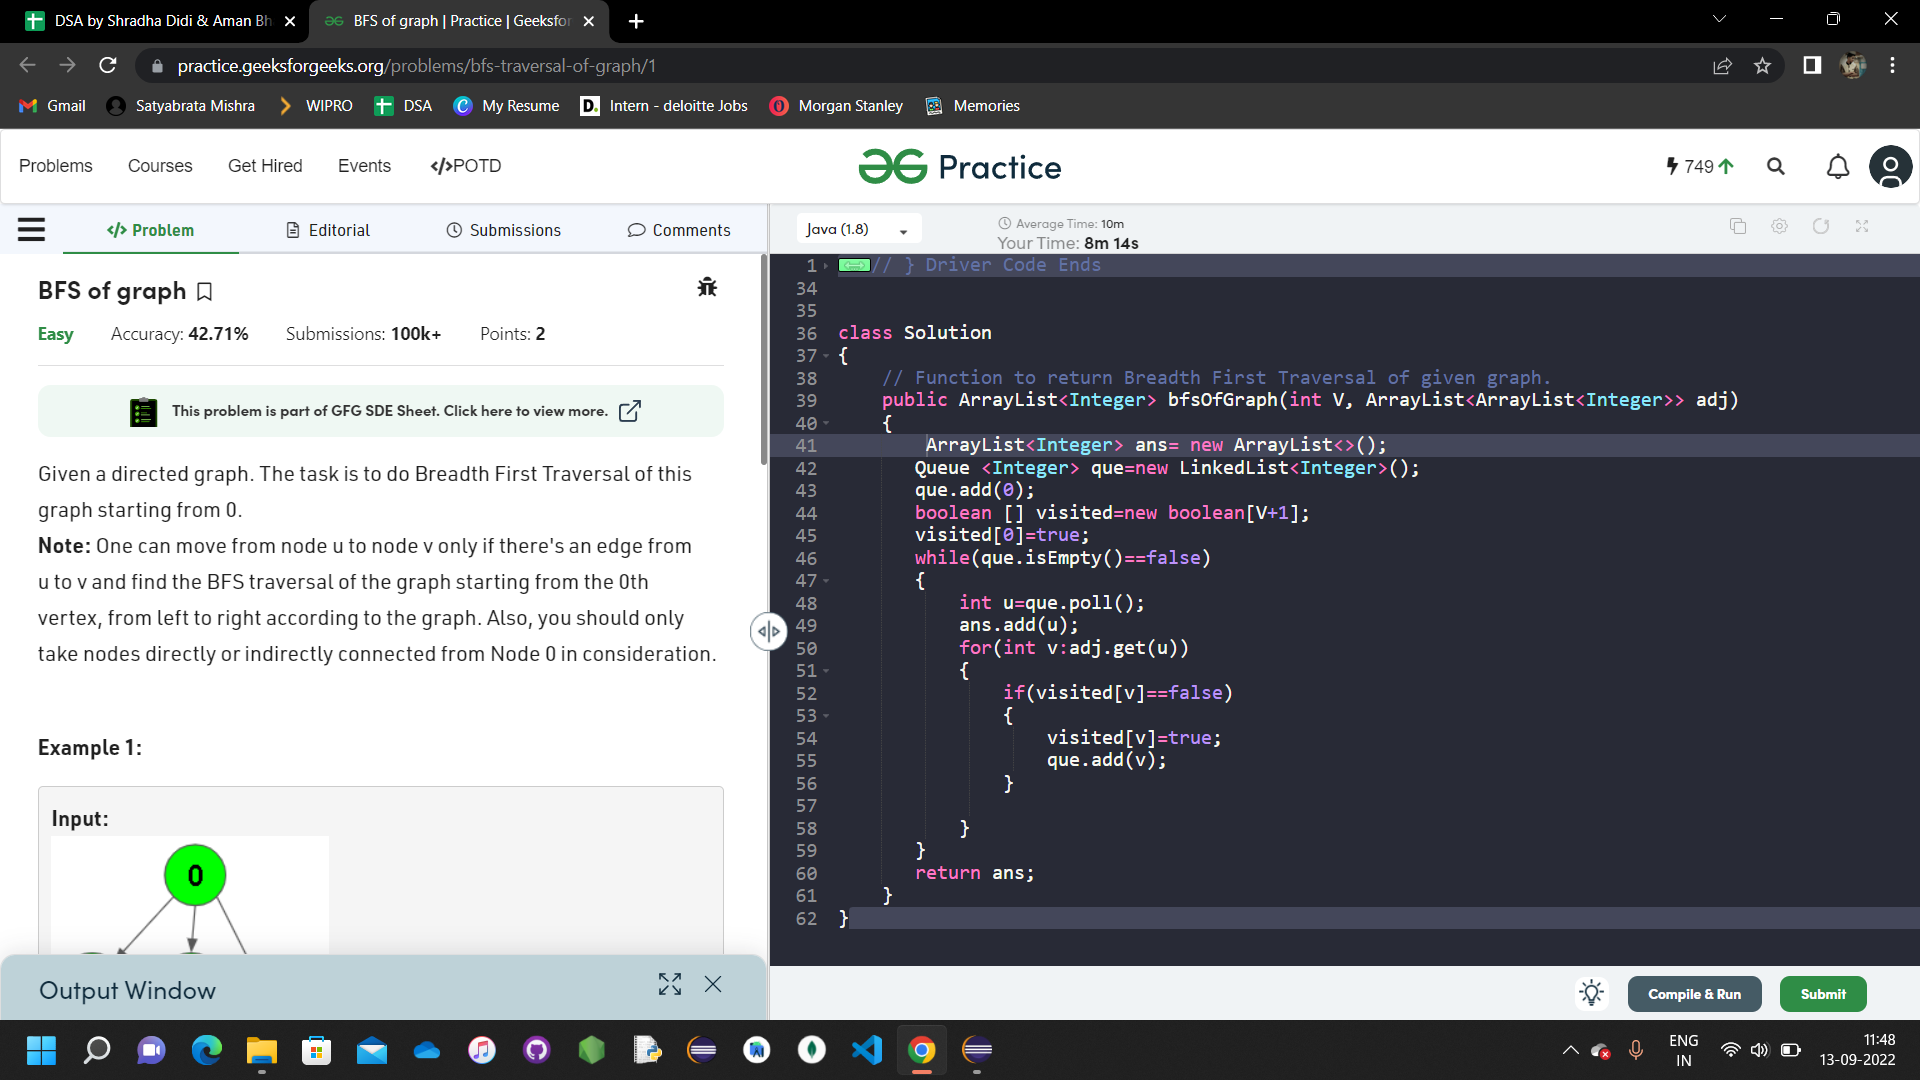 DSA by Shradha Didi & Aman Bh
BFS of graph | Practice | Geeksfor
practice.geeksforgeeks.org/problems/bfs-traversal-of-graph/1
Gmail
Satyabrata Mishra
WIPRO
DSA
My Resume
Intern - deloitte Jobs
Morgan Stanley
Memories
Problems
Courses
Get Hired
Events
</>POTD
Practice
749
</> Problem
Editorial
Submissions
Comments
BFS of graph
Easy Accuracy: 42.71% Submissions: 100k+ Points: 2
This problem is part of GFG SDE Sheet. Click here to view more.
Given a directed graph. The task is to do Breadth First Traversal of this
graph starting from 0.
Note: One can move from node u to node v only if there's an edge from
u to v and find the BFS traversal of the graph starting from the 0th
vertex, from left to right according to the graph. Also, you should only
take nodes directly or indirectly connected from Node 0 in consideration.
Example 1:
Input:
0
Output Window
Java (1.8)
Average Time: 10m
Your Time: 8m 14s
1 // } Driver Code Ends
34
35
36 class Solution
37 {
38 // Function to return Breadth First Traversal of given graph.
39 public ArrayList<Integer> bfsOfGraph(int V, ArrayList<ArrayList<Integer>> adj)
40 {
41 ArrayList<Integer> ans= new ArrayList<>();
42 Queue <Integer> que=new LinkedList<Integer>();
43 que.add(0);
44 boolean [] visited=new boolean[V+1];
45 visited[0]=true;
46 while(que.isEmpty()==false)
47 {
48 int u=que.poll();
49 ans.add(u);
50 for(int v:adj.get(u))
51 {
52 if(visited[v]==false)
53 {
54 visited[v]=true;
55 que.add(v);
56 }
57
58 }
59 }
60 return ans;
61 }
62 }
Compile & Run
Submit
ENG
IN
11:48
13-09-2022